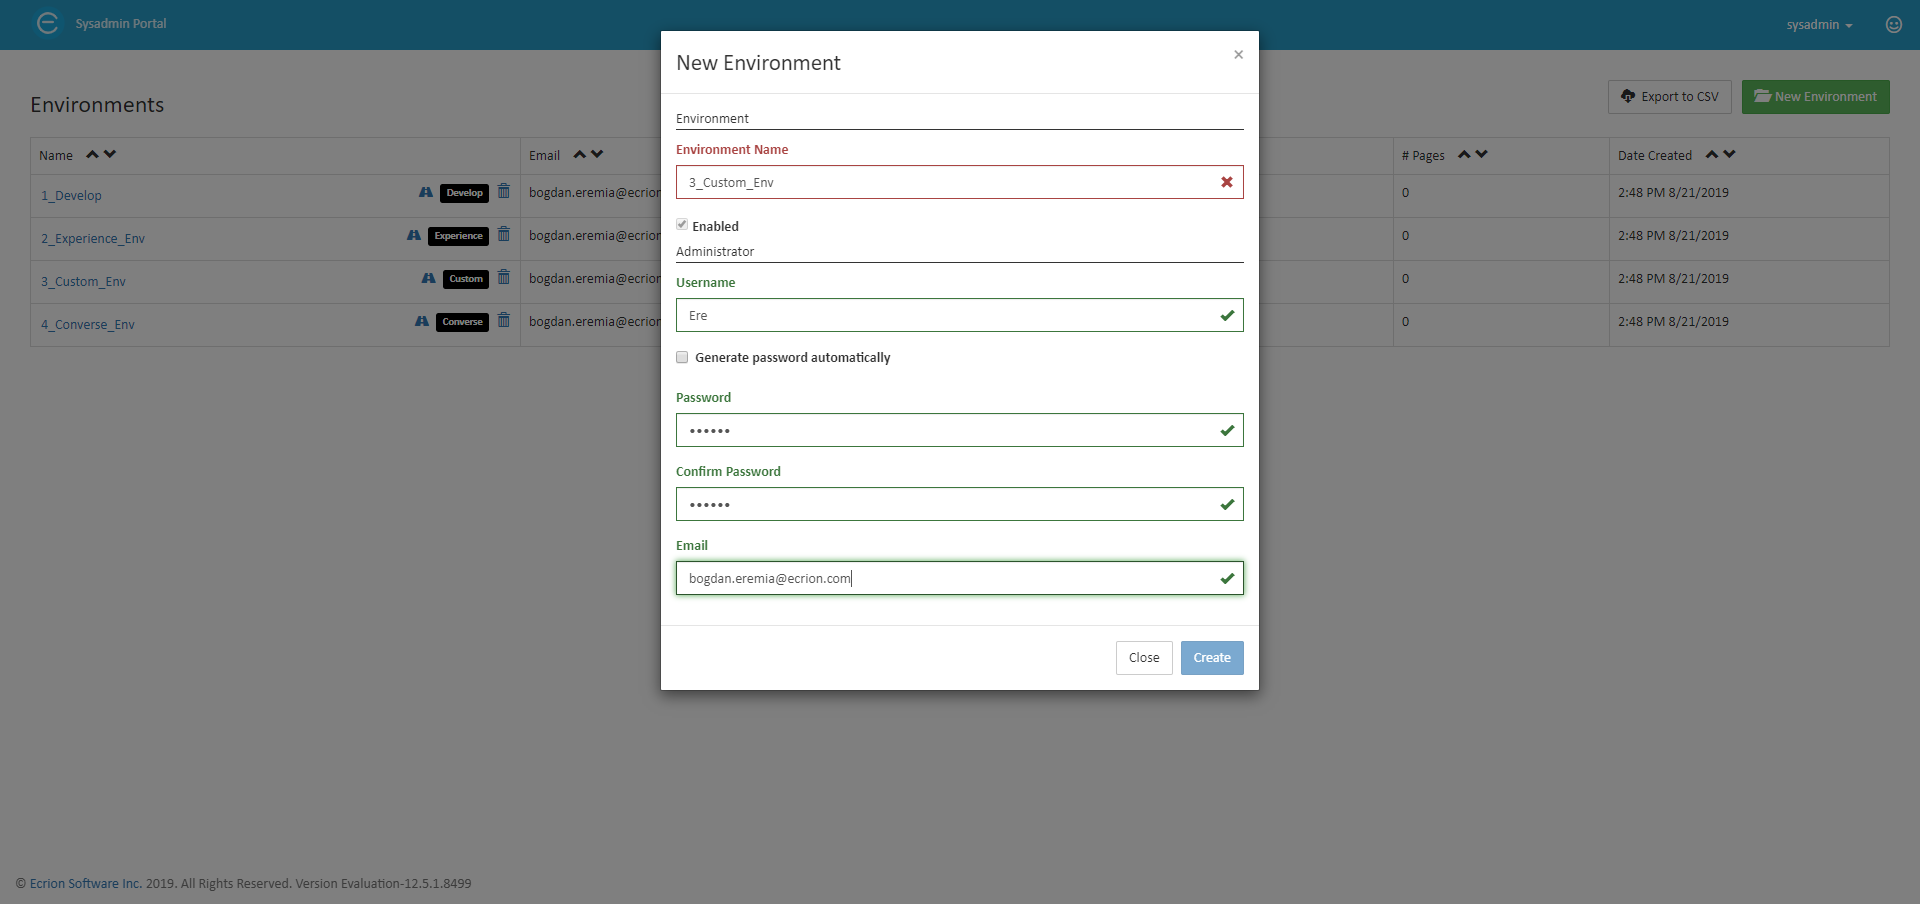 Sysadmin Portal
sysadmin
New Environment
×
Environments
Export to CSV
New Environment
Name
Email
# Pages
Date Created
1_Develop
Develop
bogdan.eremia@ecrion
0
2:48 PM 8/21/2019
2_Experience_Env
Experience
bogdan.eremia@ecrion
0
2:48 PM 8/21/2019
3_Custom_Env
Custom
bogdan.eremia@ecrion
0
2:48 PM 8/21/2019
4_Converse_Env
Converse
bogdan.eremia@ecrion
0
2:48 PM 8/21/2019
Environment
Environment Name
3_Custom_Env
Enabled
Administrator
Username
Ere
Generate password automatically
Password
••••••
Confirm Password
••••••
Email
bogdan.eremia@ecrion.com
Close
Create
© Ecrion Software Inc. 2019. All Rights Reserved. Version Evaluation-12.5.1.8499